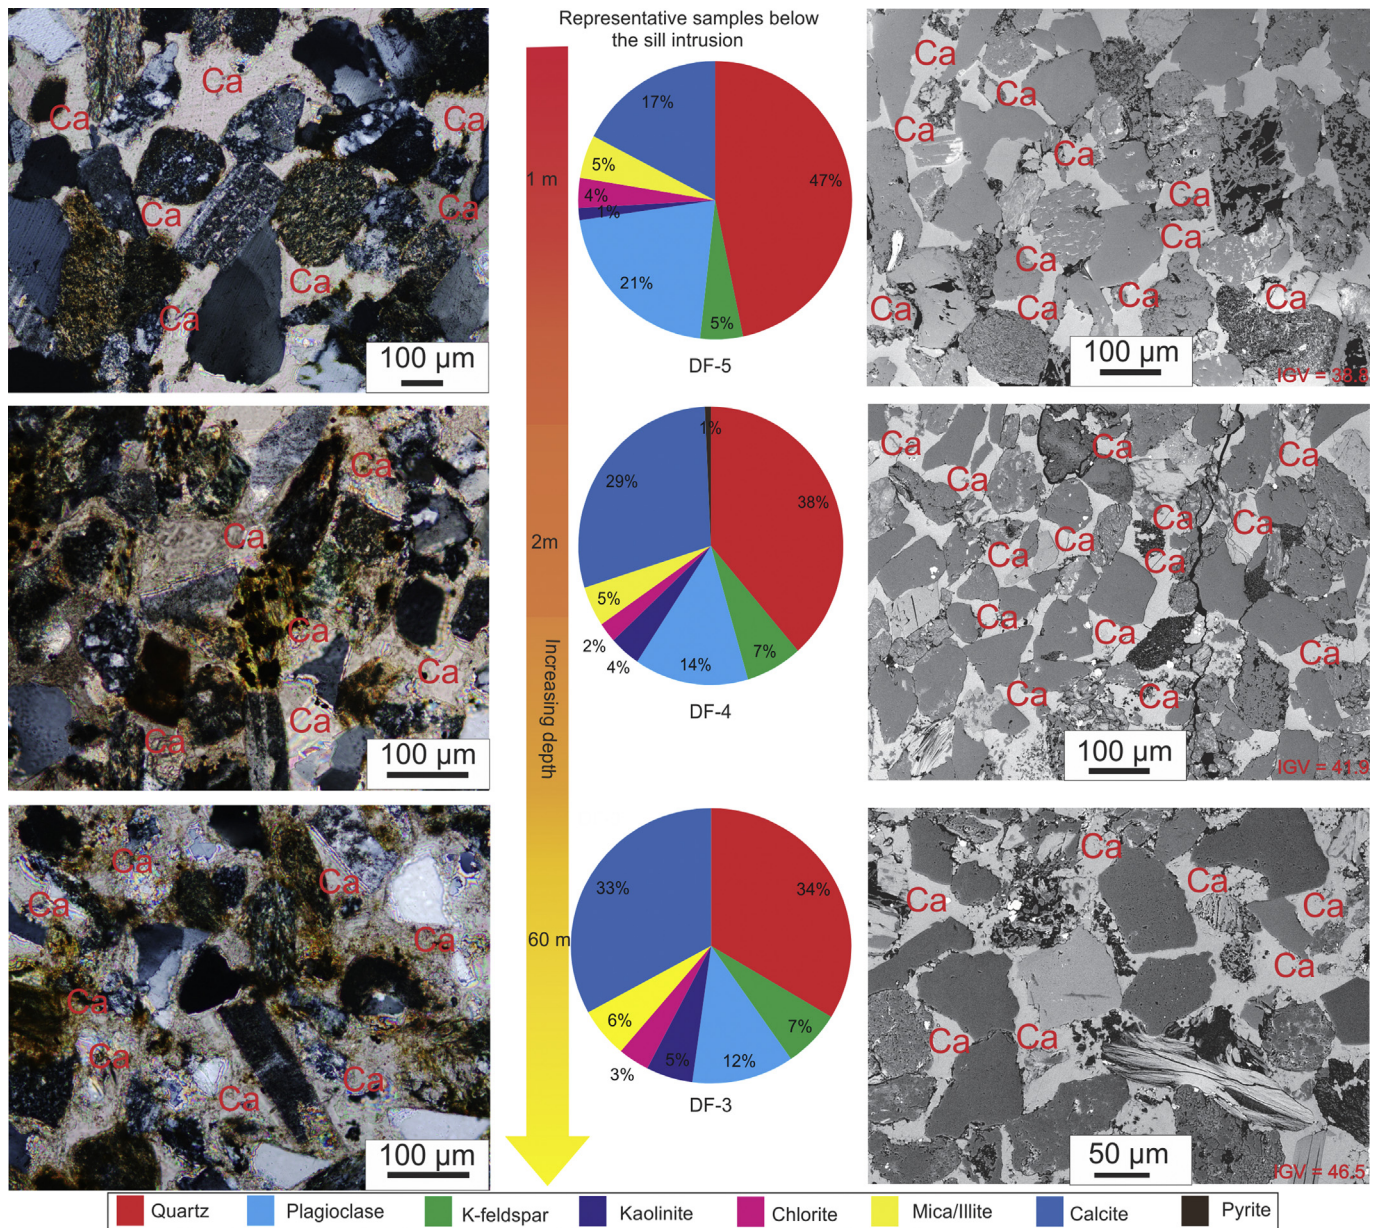 Representative samples below
the sill intrusion
Ca
Ca
Ca
Ca
Ca
Ca
Ca
100 µm
1 m
17%
5%
4%
1%
21%
5%
47%
DF-5
Ca
Ca
Ca
Ca
Ca
Ca
Ca
Ca
Ca
Ca
Ca
100 µm
IGV = 38.8
Ca
Ca
Ca
Ca
Ca
Ca
100 µm
2m
1%
29%
38%
5%
2%
4%
14%
7%
DF-4
Increasing depth
Ca
Ca
Ca
Ca
Ca
Ca
Ca
Ca
Ca
Ca
Ca
Ca
Ca
Ca
100 µm
IGV = 41.9
Ca
Ca
Ca
Ca
Ca
Ca
Ca
Ca
100 µm
60 m
33%
34%
6%
3%
5%
12%
7%
DF-3
Ca
Ca
Ca
Ca
Ca
Ca
Ca
50 µm
IGV = 46.5
Quartz
Plagioclase
K-feldspar
Kaolinite
Chlorite
Mica/Illite
Calcite
Pyrite